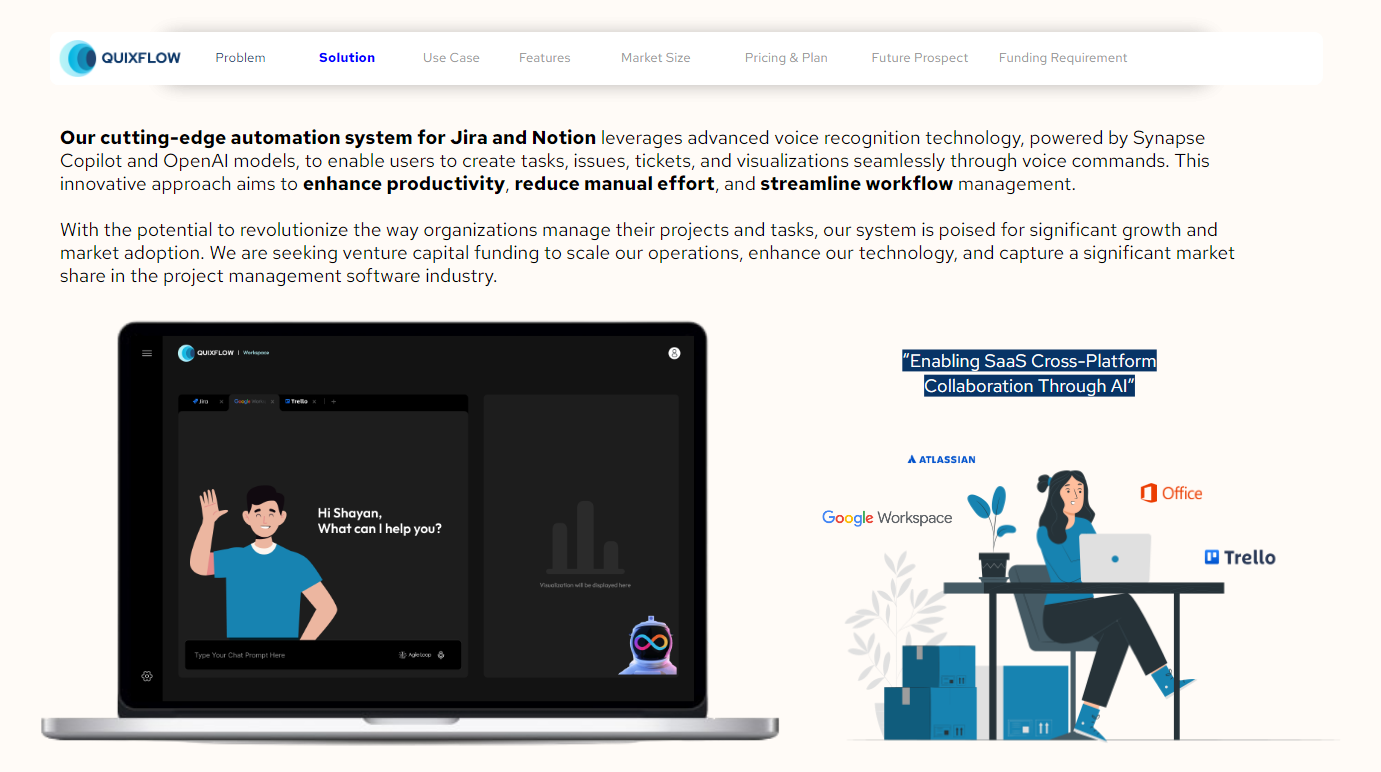 QUIXFLOW Problem Solution Use Case Features Market Size Pricing & Plan Future Prospect Funding Requirement
Our cutting-edge automation system for Jira and Notion leverages advanced voice recognition technology, powered by Synapse
Copilot and OpenAI models, to enable users to create tasks, issues, tickets, and visualizations seamlessly through voice commands. This
innovative approach aims to enhance productivity, reduce manual effort, and streamline workflow management.
With the potential to revolutionize the way organizations manage their projects and tasks, our system is poised for significant growth and
market adoption. We are seeking venture capital funding to scale our operations, enhance our technology, and capture a significant market
share in the project management software industry.
QUIXFLOW | Workspace
Jira × Google × Trello × | +
Hi Shayan,
What can I help you?
Visualization will be displayed here
Type Your Chat Prompt Here AgileLoop
"Enabling SaaS Cross-Platform
Collaboration Through AI"
ATLASSIAN
Office
Google Workspace
Trello